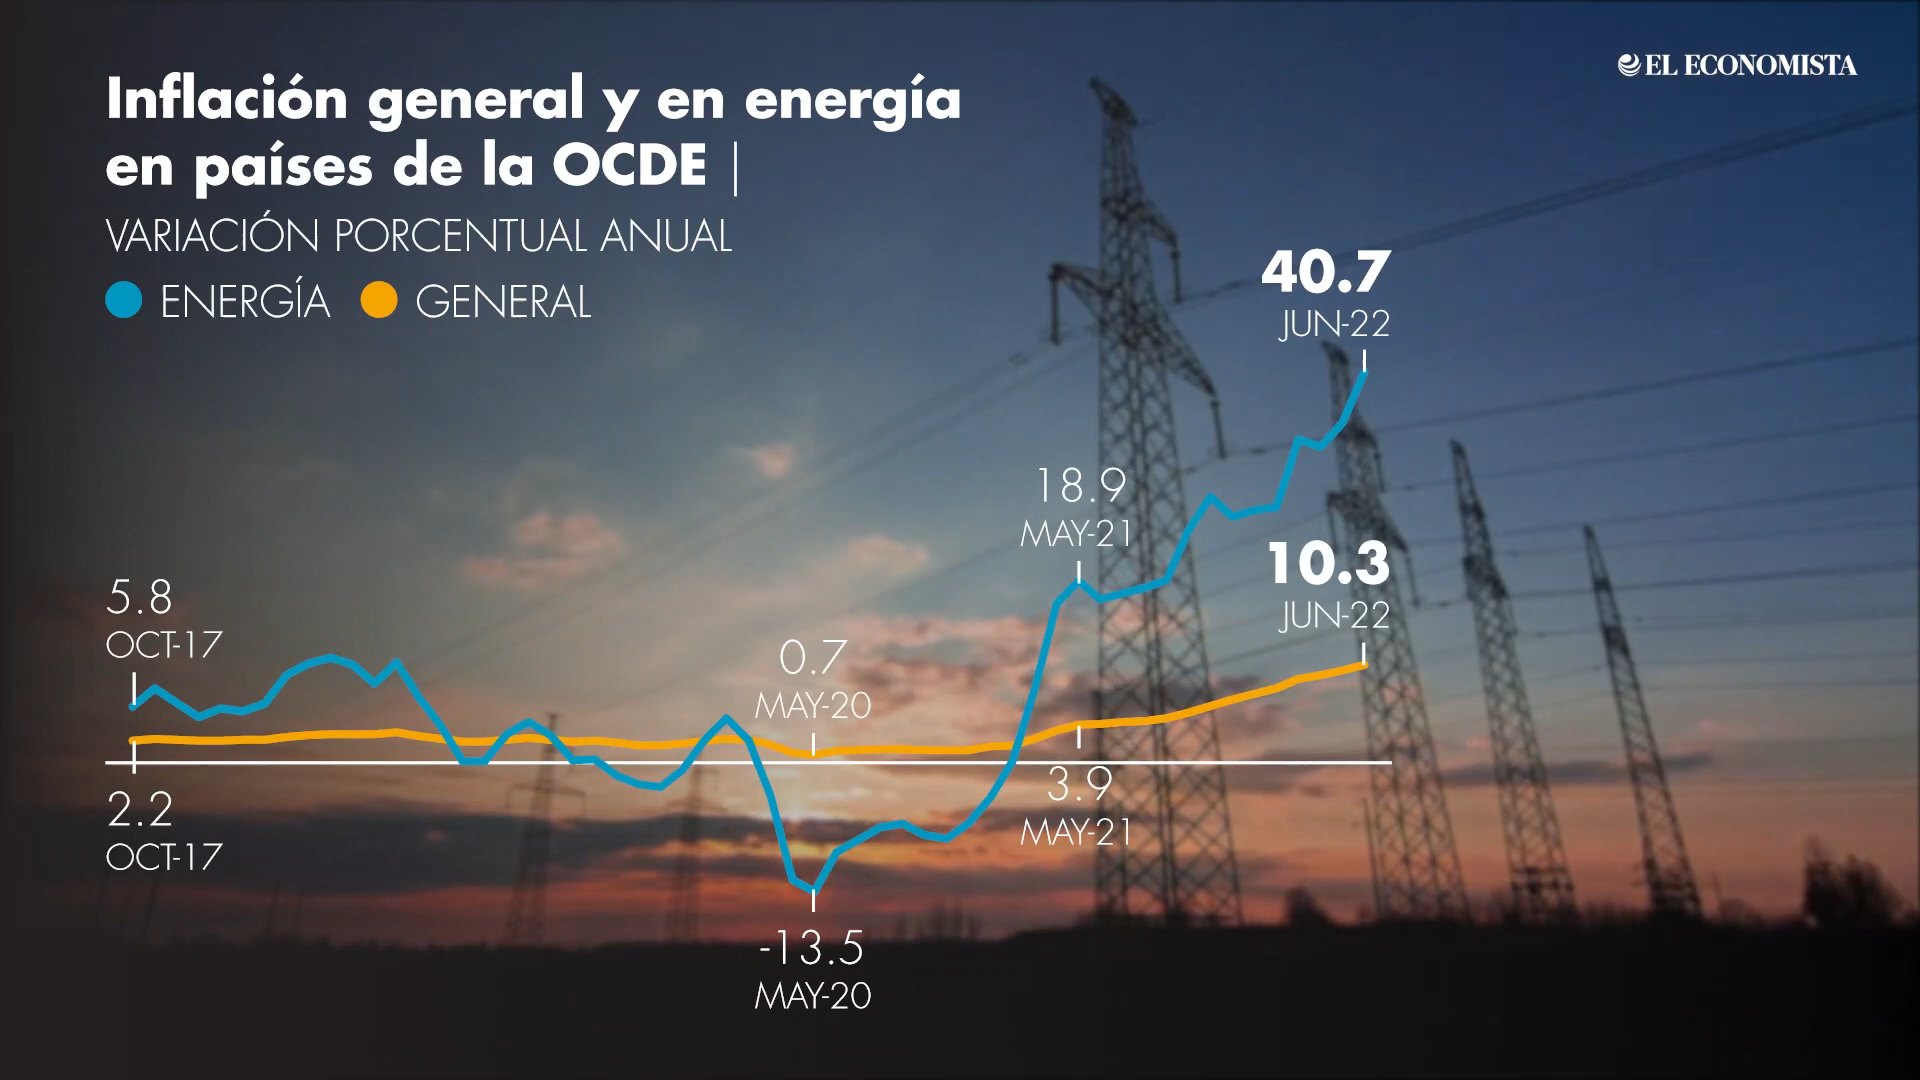 EL ECONOMISTA
Inflación general y en energía
en países de la OCDE |
VARIACIÓN PORCENTUAL ANUAL
ENERGÍA GENERAL
40.7
JUN-22
18.9
MAY-21
10.3
JUN-22
5.8
OCT-17
0.7
MAY-20
2.2
OCT-17
3.9
MAY-21
-13.5
MAY-20